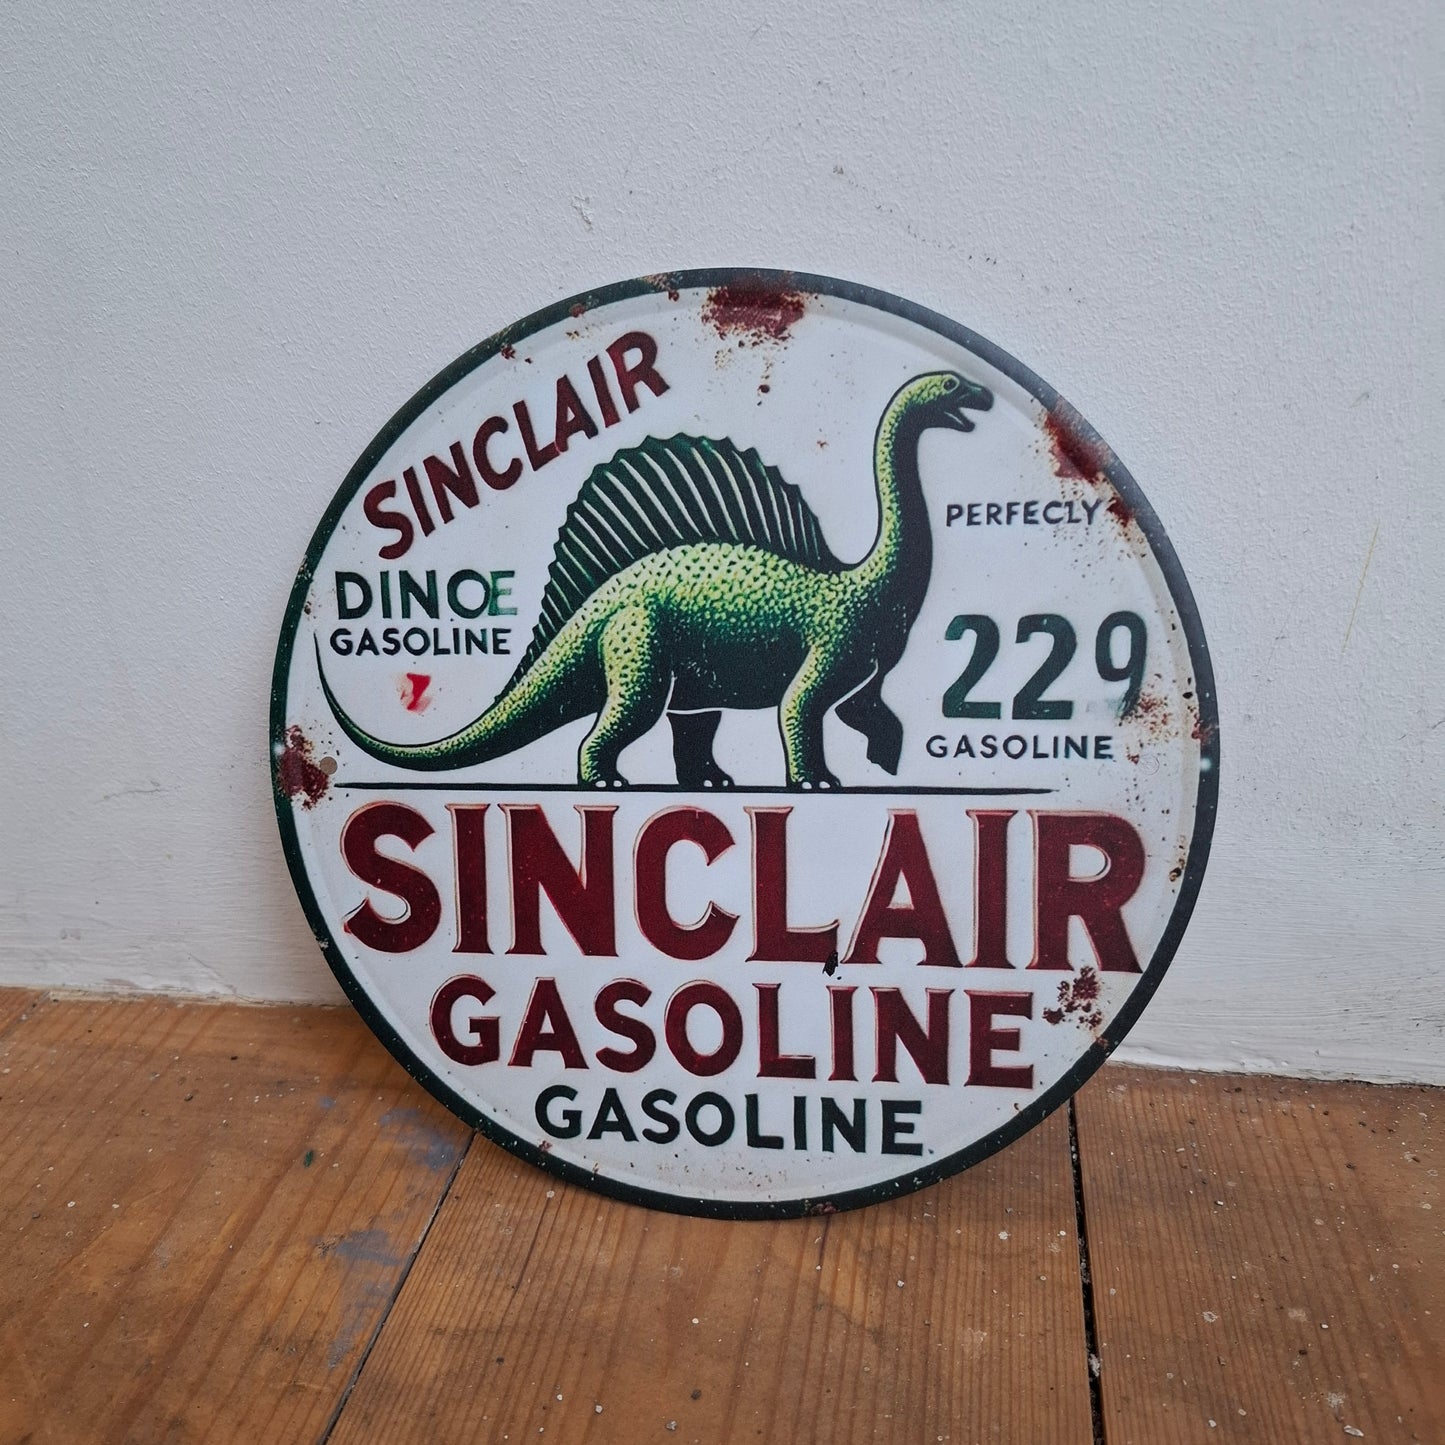 SINCLAIR
DINOE
GASOLINE
PERFECLY
229
GASOLINE
SINCLAIR
GASOLINE
GASOLINE